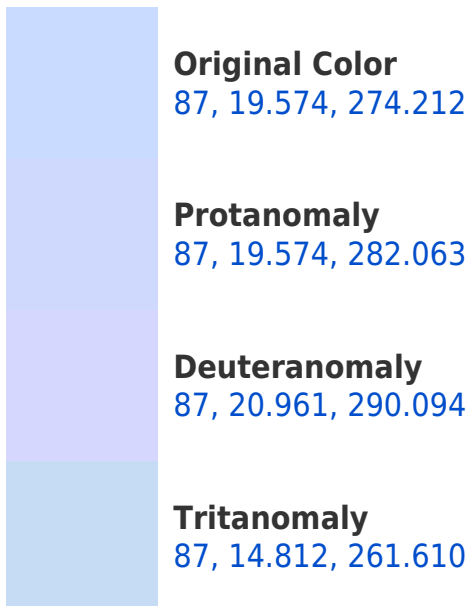 Original Color
87, 19.574, 274.212
Protanomaly
87, 19.574, 282.063
Deuteranomaly
87, 20.961, 290.094
Tritanomaly
87, 14.812, 261.610